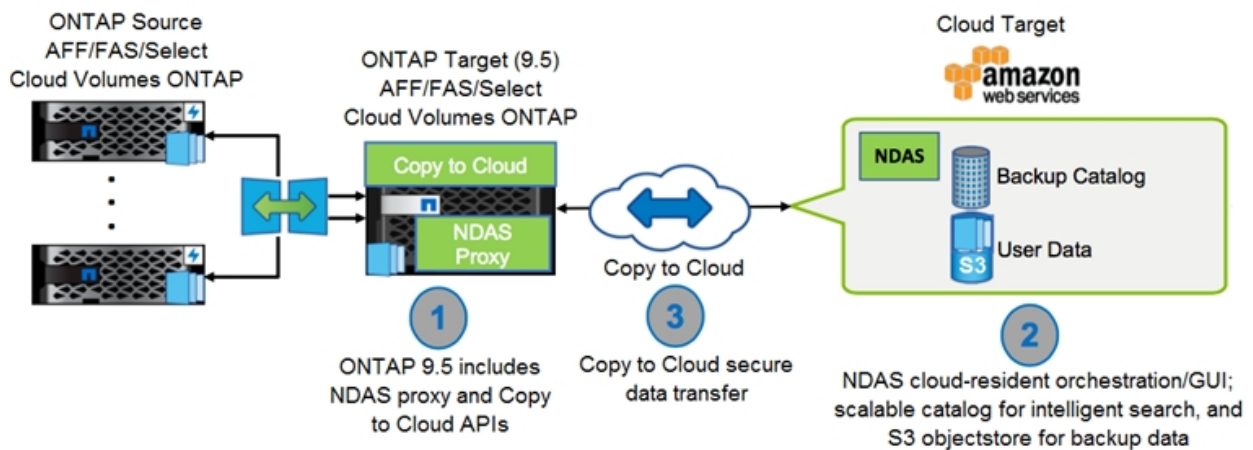 ONTAP Source
AFF/FAS/Select
Cloud Volumes ONTAP
ONTAP Target (9.5)
AFF/FAS/Select
Cloud Volumes ONTAP
Copy to Cloud
NDAS
Proxy
1
ONTAP 9.5 includes
NDAS proxy and Copy
to Cloud APIs
Copy to Cloud
3
Copy to Cloud secure
data transfer
Cloud Target
amazon
web services
NDAS
Backup Catalog
S3
User Data
2
NDAS cloud-resident orchestration/GUI;
scalable catalog for intelligent search, and
S3 objectstore for backup data